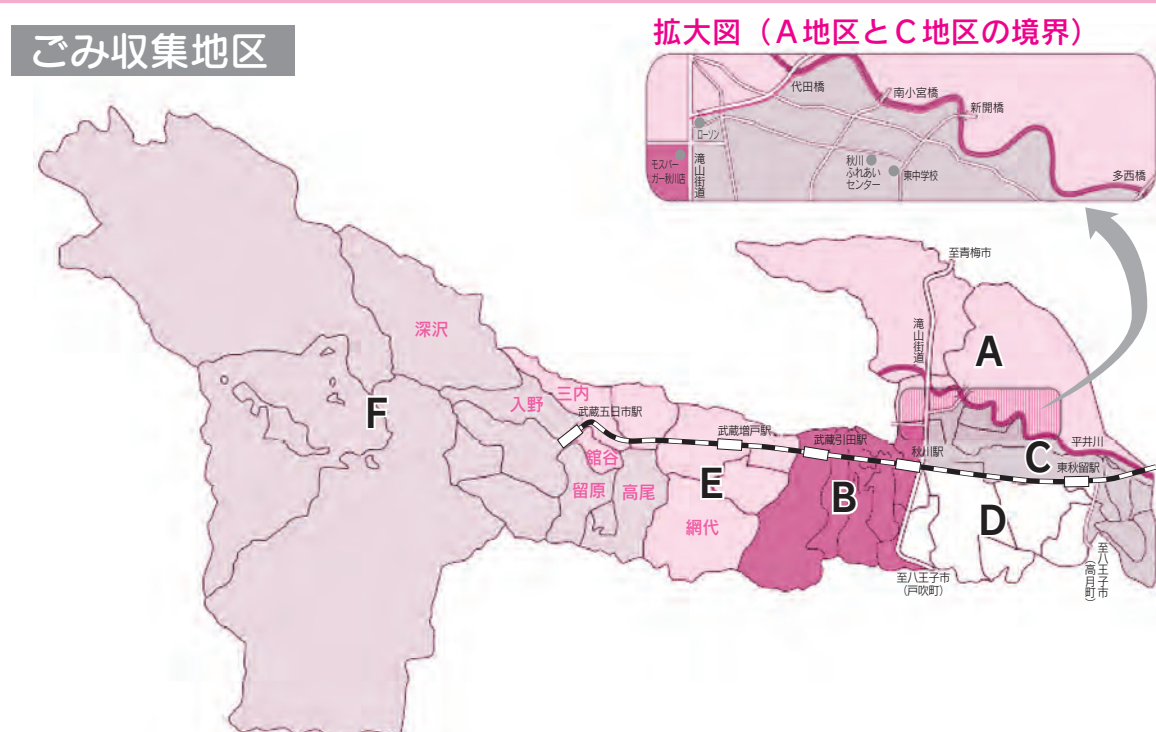 ごみ収集地区
拡大図（A地区とC地区の境界）
代田橋
南小宮橋
新開橋
ローソン
モスバー
ガー秋川店
滝山街道
秋川
ふれあい
センター
東中学校
多西橋
至青梅市
滝山街道
A
深沢
F
入野
三内
武蔵五日市駅
武蔵増戸駅
武蔵引田駅
秋川駅
平井川
C
東秋留駅
舘谷
留原
高尾
E
網代
B
D
至八王子市
（戸吹町）
至八王子市
（高月町）